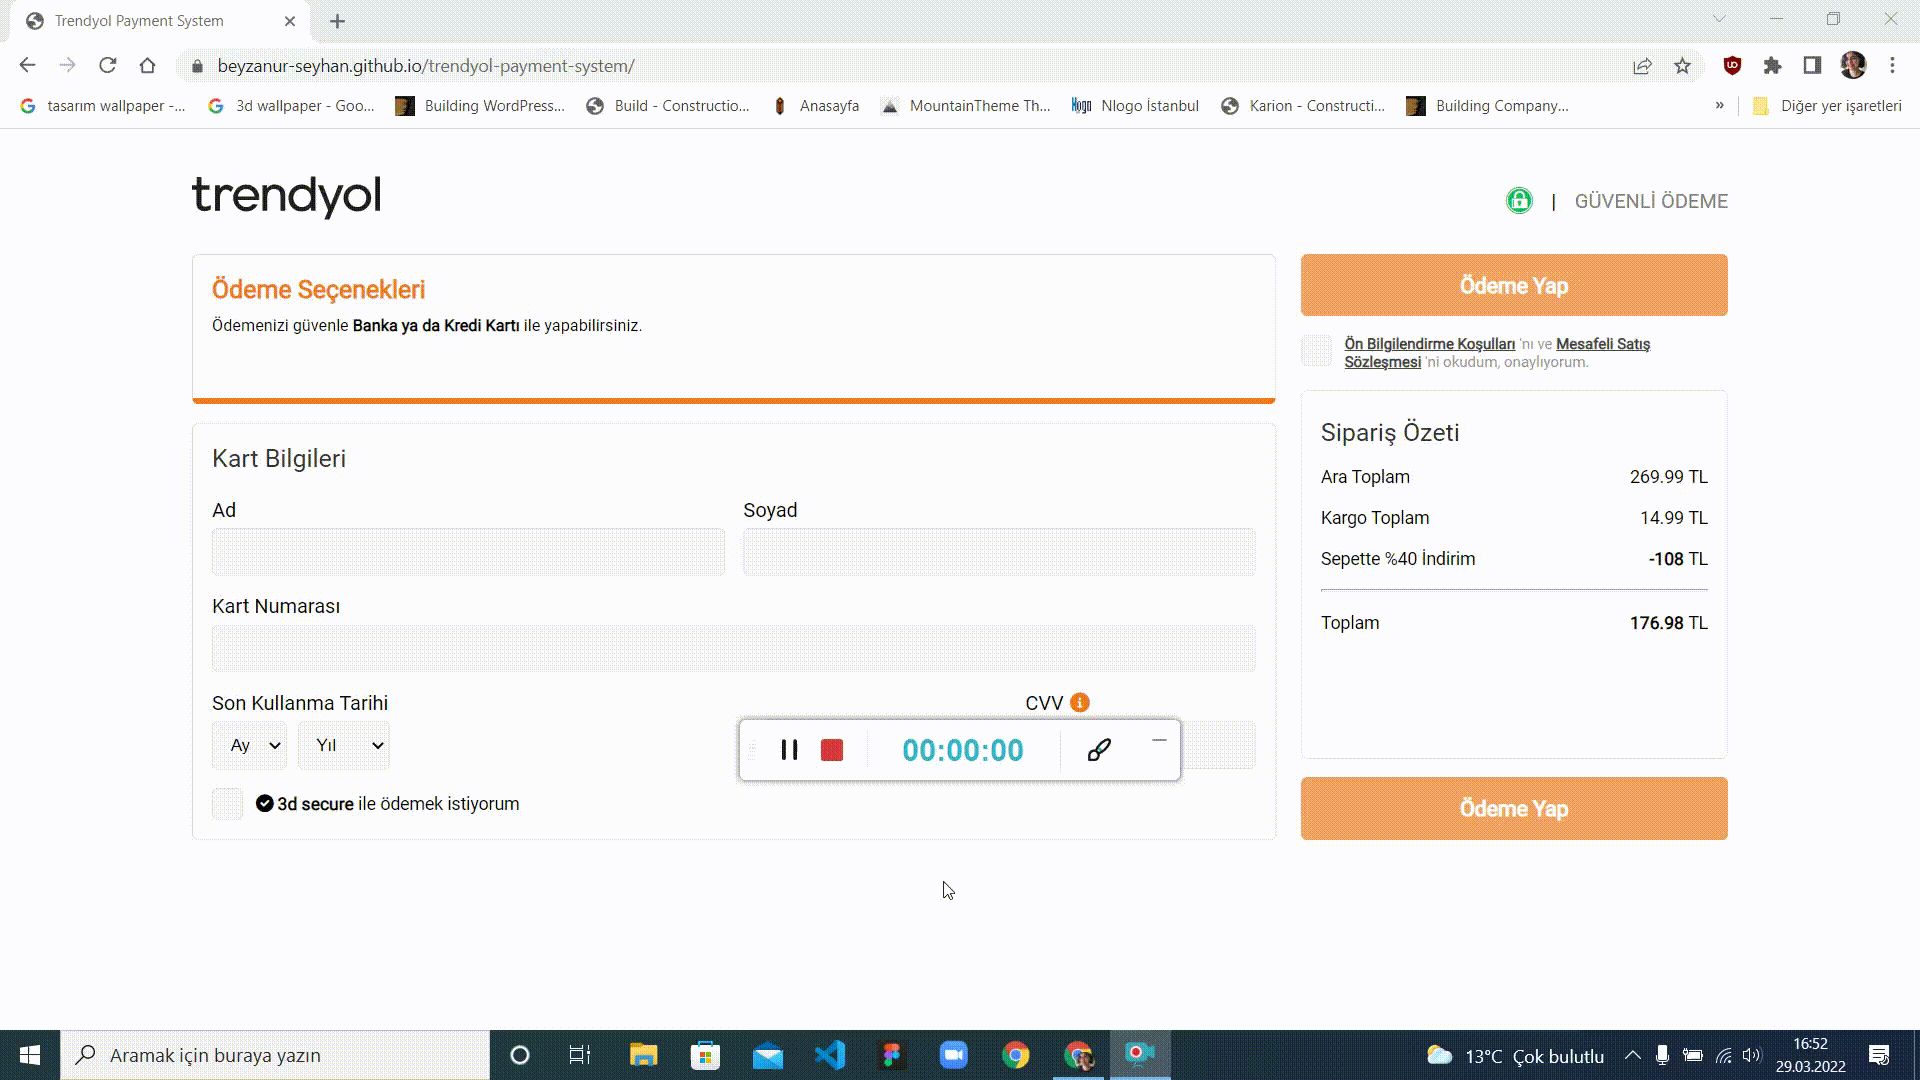 Trendyol Payment System
beyzanur-seyhan.github.io/trendyol-payment-system/
tasarım wallpaper -...
3d wallpaper - Goo...
Building WordPress...
Build - Constructio...
Anasayfa
MountainTheme Th...
Nlogo İstanbul
Karion - Constructi...
Building Company...
»
Diğer yer işaretleri
trendyol
| GÜVENLİ ÖDEME
Ödeme Seçenekleri
Ödemenizi güvenle Banka ya da Kredi Kartı ile yapabilirsiniz.
Ödeme Yap
Ön Bilgilendirme Koşulları 'nı ve Mesafeli Satış
Sözleşmesi 'ni okudum, onaylıyorum.
Kart Bilgileri
Ad
Soyad
Kart Numarası
Son Kullanma Tarihi
CVV
Ay
Yıl
00:00:00
3d secure ile ödemek istiyorum
Sipariş Özeti
Ara Toplam 269.99 TL
Kargo Toplam 14.99 TL
Sepette %40 İndirim -108 TL
Toplam 176.98 TL
Ödeme Yap
Aramak için buraya yazın
13°C Çok bulutlu
16:52
29.03.2022